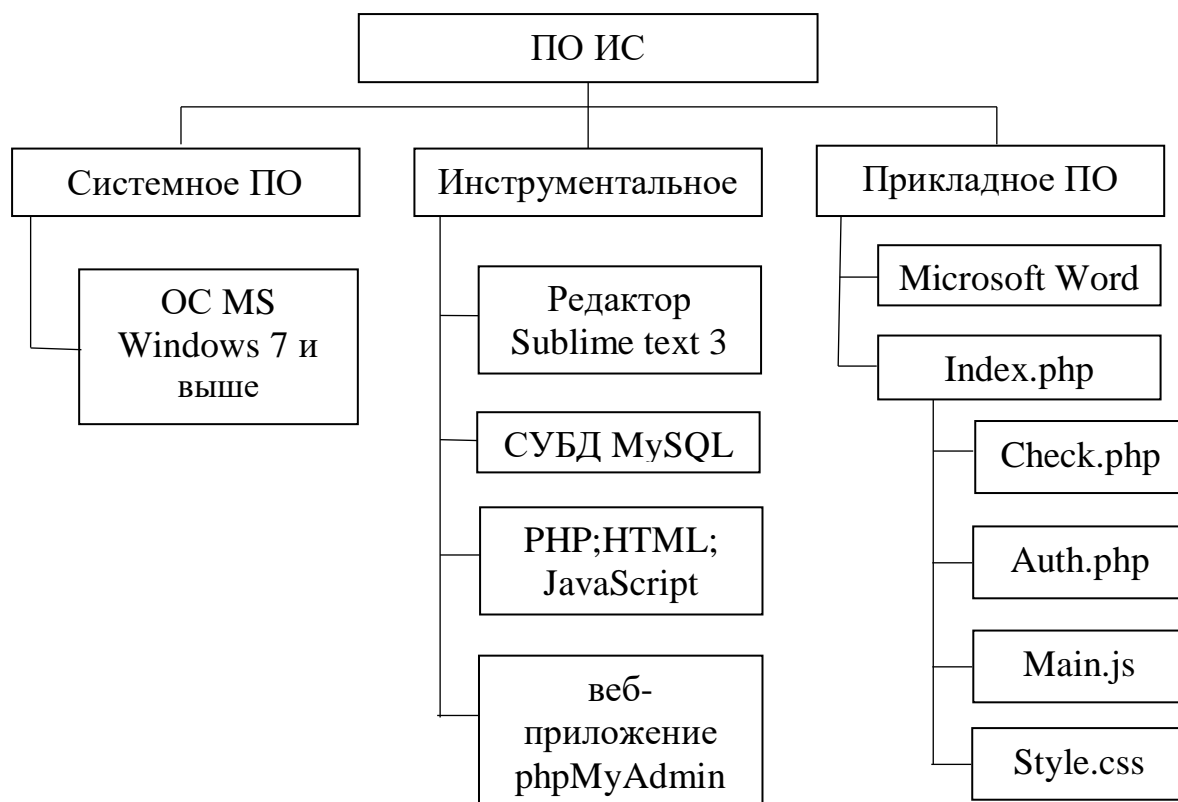 ПО ИС
Системное ПО
Инструментальное
Прикладное ПО
ОС MS
Windows 7 и
выше
Редактор
Sublime text 3
СУБД MySQL
PHP;HTML;
JavaScript
веб-
приложение
phpMyAdmin
Microsoft Word
Index.php
Check.php
Auth.php
Main.js
Style.css